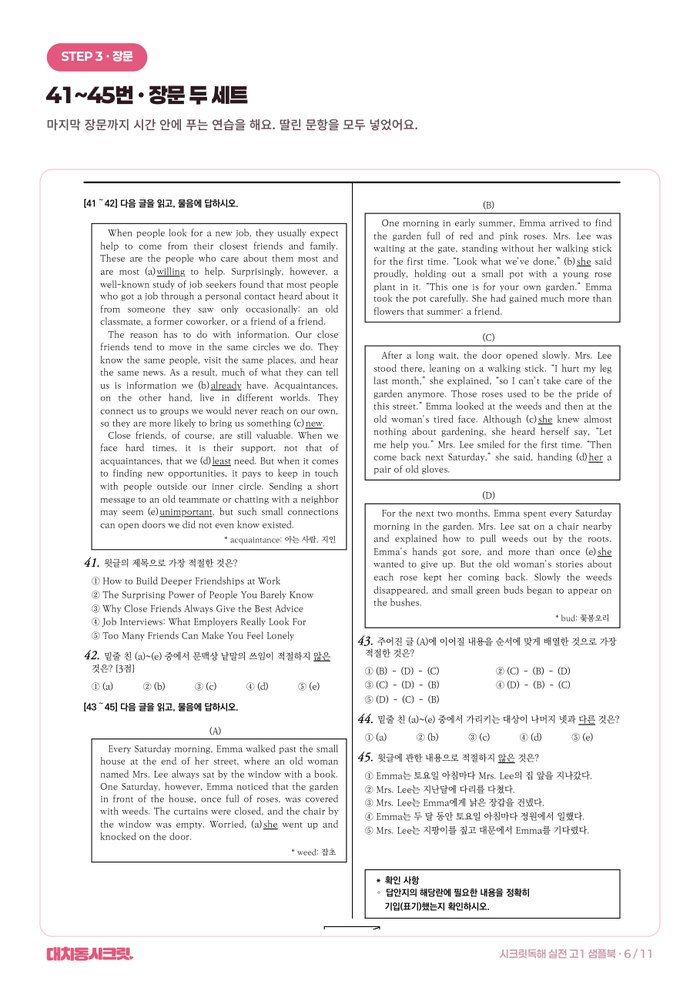 STEP 3 · 장문
41~45번 · 장문 두 세트
마지막 장문까지 시간 안에 푸는 연습을 해요. 딸린 문항을 모두 넣었어요.
[41 ~ 42] 다음 글을 읽고, 물음에 답하시오.
When people look for a new job, they usually expect
help to come from their closest friends and family.
These are the people who care about them most and
are most (a) willing to help. Surprisingly, however, a
well-known study of job seekers found that most people
who got a job through a personal contact heard about it
from someone they saw only occasionally: an old
classmate, a former coworker, or a friend of a friend.
The reason has to do with information. Our close
friends tend to move in the same circles we do. They
know the same people, visit the same places, and hear
the same news. As a result, much of what they can tell
us is information we (b) already have. Acquaintances,
on the other hand, live in different worlds. They
connect us to groups we would never reach on our own,
so they are more likely to bring us something (c) new.
Close friends, of course, are still valuable. When we
face hard times, it is their support, not that of
acquaintances, that we (d) least need. But when it comes
to finding new opportunities, it pays to keep in touch
with people outside our inner circle. Sending a short
message to an old teammate or chatting with a neighbor
may seem (e) unimportant, but such small connections
can open doors we did not even know existed.
* acquaintance: 아는 사람, 지인
41. 윗글의 제목으로 가장 적절한 것은?
① How to Build Deeper Friendships at Work
② The Surprising Power of People You Barely Know
③ Why Close Friends Always Give the Best Advice
④ Job Interviews: What Employers Really Look For
⑤ Too Many Friends Can Make You Feel Lonely
42. 밑줄 친 (a)~(e) 중에서 문맥상 낱말의 쓰임이 적절하지 않은
것은? [3점]
① (a) ② (b) ③ (c) ④ (d) ⑤ (e)
[43 ~ 45] 다음 글을 읽고, 물음에 답하시오.
(A)
Every Saturday morning, Emma walked past the small
house at the end of her street, where an old woman
named Mrs. Lee always sat by the window with a book.
One Saturday, however, Emma noticed that the garden
in front of the house, once full of roses, was covered
with weeds. The curtains were closed, and the chair by
the window was empty. Worried, (a) she went up and
knocked on the door.
* weed: 잡초
(B)
One morning in early summer, Emma arrived to find
the garden full of red and pink roses. Mrs. Lee was
waiting at the gate, standing without her walking stick
for the first time. "Look what we've done," (b) she said
proudly, holding out a small pot with a young rose
plant in it. "This one is for your own garden." Emma
took the pot carefully. She had gained much more than
flowers that summer: a friend.
(C)
After a long wait, the door opened slowly. Mrs. Lee
stood there, leaning on a walking stick. "I hurt my leg
last month," she explained, "so I can't take care of the
garden anymore. Those roses used to be the pride of
this street." Emma looked at the weeds and then at the
old woman's tired face. Although (c) she knew almost
nothing about gardening, she heard herself say, "Let
me help you." Mrs. Lee smiled for the first time. "Then
come back next Saturday," she said, handing (d) her a
pair of old gloves.
(D)
For the next two months, Emma spent every Saturday
morning in the garden. Mrs. Lee sat on a chair nearby
and explained how to pull weeds out by the roots.
Emma's hands got sore, and more than once (e) she
wanted to give up. But the old woman's stories about
each rose kept her coming back. Slowly the weeds
disappeared, and small green buds began to appear on
the bushes.
* bud: 꽃봉오리
43. 주어진 글 (A)에 이어질 내용을 순서에 맞게 배열한 것으로 가장
적절한 것은?
① (B) - (D) - (C) ② (C) - (B) - (D)
③ (C) - (D) - (B) ④ (D) - (B) - (C)
⑤ (D) - (C) - (B)
44. 밑줄 친 (a)~(e) 중에서 가리키는 대상이 나머지 넷과 다른 것은?
① (a) ② (b) ③ (c) ④ (d) ⑤ (e)
45. 윗글에 관한 내용으로 적절하지 않은 것은?
① Emma는 토요일 아침마다 Mrs. Lee의 집 앞을 지나갔다.
② Mrs. Lee는 지난달에 다리를 다쳤다.
③ Mrs. Lee는 Emma에게 낡은 장갑을 건넸다.
④ Emma는 두 달 동안 토요일 아침마다 정원에서 일했다.
⑤ Mrs. Lee는 지팡이를 짚고 대문에서 Emma를 기다렸다.
* 확인 사항
◦ 답안지의 해당란에 필요한 내용을 정확히
기입(표기)했는지 확인하시오.
대치동시크릿.
시크릿독해 실전 고1 샘플북 · 6 / 11